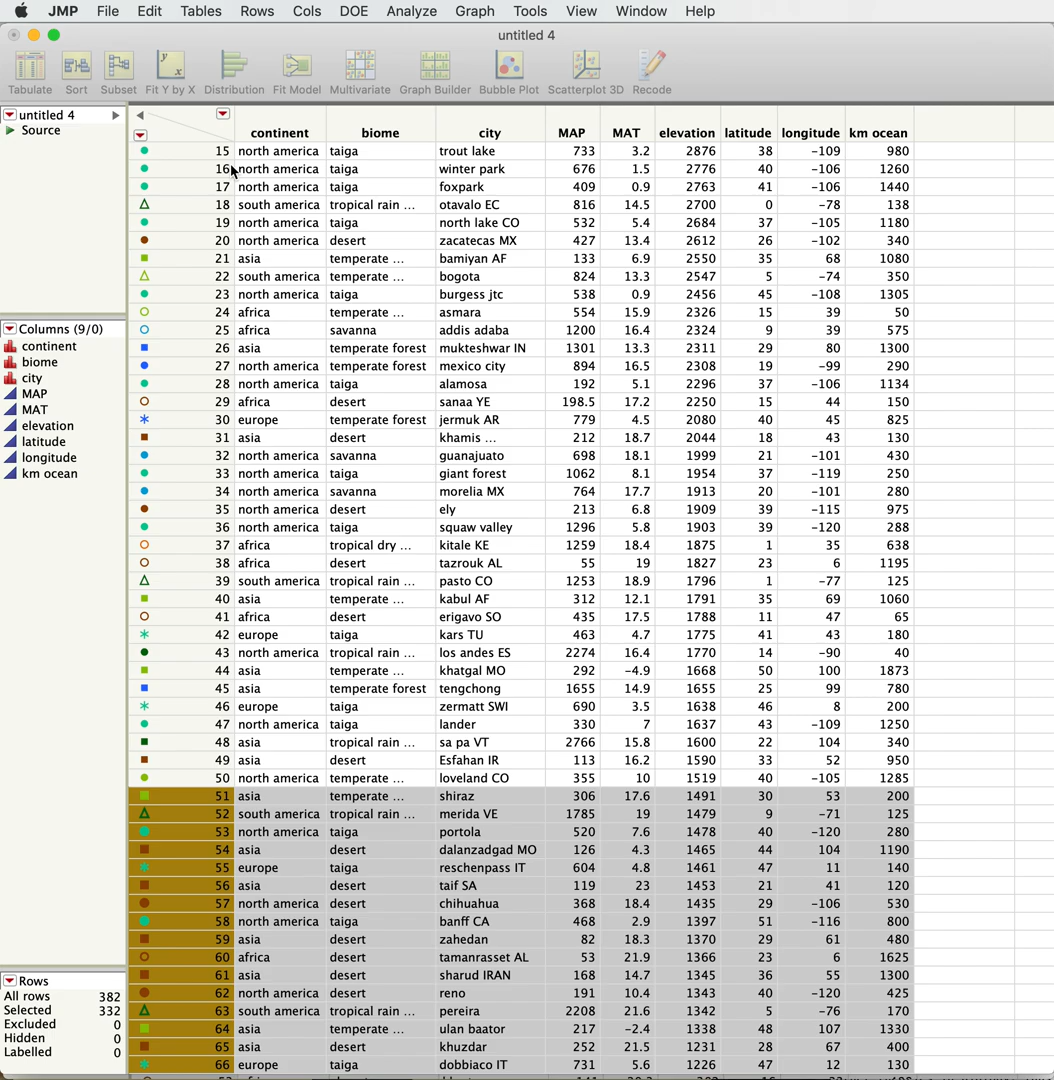 JMP File Edit Tables Rows Cols DOE Analyze Graph Tools View Window Help
untitled 4
Tabulate Sort Subset Fit Y by X Distribution Fit Model Multivariate Graph Builder Bubble Plot Scatterplot 3D Recode
untitled 4
Source
Columns (9/0)
continent
biome
city
MAP
MAT
elevation
latitude
longitude
km ocean
Rows
All rows 382
Selected 332
Excluded 0
Hidden 0
Labelled 0
continent biome city MAP MAT elevation latitude longitude km ocean
15 north america taiga trout lake 733 3.2 2876 38 -109 980
16 north america taiga winter park 676 1.5 2776 40 -106 1260
17 north america taiga foxpark 409 0.9 2763 41 -106 1440
18 south america tropical rain ... otavalo EC 816 14.5 2700 0 -78 138
19 north america taiga north lake CO 532 5.4 2684 37 -105 1180
20 north america desert zacatecas MX 427 13.4 2612 26 -102 340
21 asia temperate ... bamiyan AF 133 6.9 2550 35 68 1080
22 south america temperate ... bogota 824 13.3 2547 5 -74 350
23 north america taiga burgess jtc 538 0.9 2456 45 -108 1305
24 africa temperate ... asmara 554 15.9 2326 15 39 50
25 africa savanna addis adaba 1200 16.4 2324 9 39 575
26 asia temperate forest mukteshwar IN 1301 13.3 2311 29 80 1300
27 north america temperate forest mexico city 894 16.5 2308 19 -99 290
28 north america taiga alamosa 192 5.1 2296 37 -106 1134
29 africa desert sanaa YE 198.5 17.2 2250 15 44 150
30 europe temperate forest jermuk AR 779 4.5 2080 40 45 825
31 asia desert khamis ... 212 18.7 2044 18 43 130
32 north america savanna guanajuato 698 18.1 1999 21 -101 430
33 north america taiga giant forest 1062 8.1 1954 37 -119 250
34 north america savanna morelia MX 764 17.7 1913 20 -101 280
35 north america desert ely 213 6.8 1909 39 -115 975
36 north america taiga squaw valley 1296 5.8 1903 39 -120 288
37 africa tropical dry ... kitale KE 1259 18.4 1875 1 35 638
38 africa desert tazrouk AL 55 19 1827 23 6 1195
39 south america tropical rain ... pasto CO 1253 18.9 1796 1 -77 125
40 asia temperate ... kabul AF 312 12.1 1791 35 69 1060
41 africa desert erigavo SO 435 17.5 1788 11 47 65
42 europe taiga kars TU 463 4.7 1775 41 43 180
43 north america tropical rain ... los andes ES 2274 16.4 1770 14 -90 40
44 asia temperate ... khatgal MO 292 -4.9 1668 50 100 1873
45 asia temperate forest tengchong 1655 14.9 1655 25 99 780
46 europe taiga zermatt SWI 690 3.5 1638 46 8 200
47 north america taiga lander 330 7 1637 43 -109 1250
48 asia tropical rain ... sa pa VT 2766 15.8 1600 22 104 340
49 asia desert Esfahan IR 113 16.2 1590 33 52 950
50 north america temperate ... loveland CO 355 10 1519 40 -105 1285
51 asia temperate ... shiraz 306 17.6 1491 30 53 200
52 south america tropical rain ... merida VE 1785 19 1479 9 -71 125
53 north america taiga portola 520 7.6 1478 40 -120 280
54 asia desert dalanzadgad MO 126 4.3 1465 44 104 1190
55 europe taiga reschenpass IT 604 4.8 1461 47 11 140
56 asia desert taif SA 119 23 1453 21 41 120
57 north america desert chihuahua 368 18.4 1435 29 -106 530
58 north america taiga banff CA 468 2.9 1397 51 -116 800
59 asia desert zahedan 82 18.3 1370 29 61 480
60 africa desert tamanrasset AL 53 21.9 1366 23 6 1625
61 asia desert sharud IRAN 168 14.7 1345 36 55 1300
62 north america desert reno 191 10.4 1343 40 -120 425
63 south america tropical rain ... pereira 2208 21.6 1342 5 -76 170
64 asia temperate ... ulan baator 217 -2.4 1338 48 107 1330
65 asia desert khuzdar 252 21.5 1231 28 67 400
66 europe taiga dobbiaco IT 731 5.6 1226 47 12 130